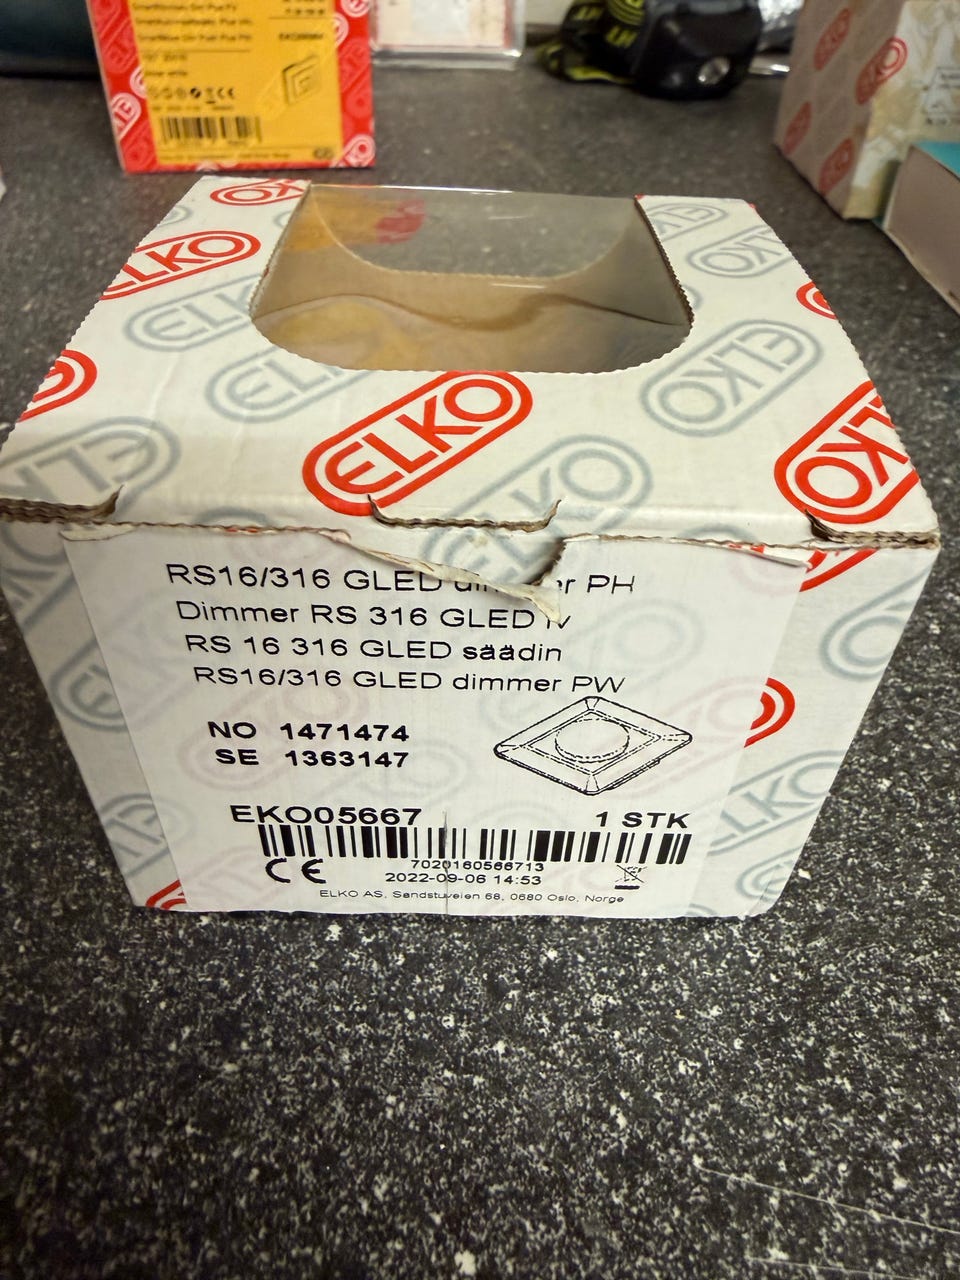 ELKO
ELKO
ELKO
RS16/316 GLED PH
Dimmer RS 316 GLED
RS 16 316 GLED säädin
RS16/316 GLED dimmer PW
NO 1471474
SE 1363147
EKO05667 1 STK
CE
7020160566713
2022-09-06 14:53
ELKO AS, Sandstuveien 68, 0680 Oslo, Norge